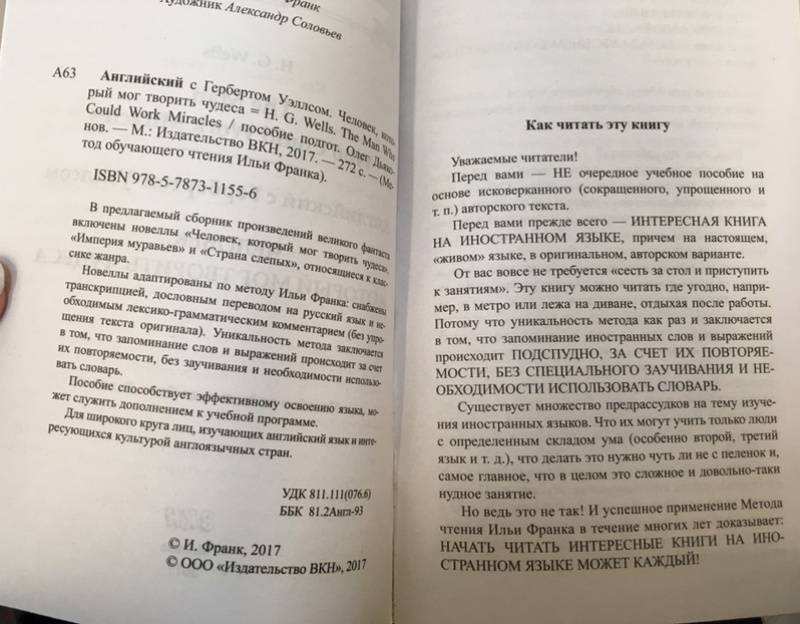 Франк
Художник Александр Соловьев
А63
Английский с Гербертом Уэллсом. Человек, кото-
рый мог творить чудеса = H. G. Wells. The Man Who
Could Work Miracles / пособие подгот. Олег Дьяко-
нов. — М.: Издательство ВКН, 2017. — 272 с. — (Ме-
тод обучающего чтения Ильи Франка).
ISBN 978-5-7873-1155-6
В предлагаемый сборник произведений великого фантаста
включены новеллы «Человек, который мог творить чудеса»,
«Империя муравьев» и «Страна слепых», относящиеся к клас-
сике жанра.
Новеллы адаптированы по методу Ильи Франка: снабжены
транскрипцией, дословным переводом на русский язык и не-
обходимым лексико-грамматическим комментарием (без упро-
щения текста оригинала). Уникальность метода заключается
в том, что запоминание слов и выражений происходит за счет
их повторяемости, без заучивания и необходимости использо-
вать словарь.
Пособие способствует эффективному освоению языка, мо-
жет служить дополнением к учебной программе.
Для широкого круга лиц, изучающих английский язык и инте-
ресующихся культурой англоязычных стран.
УДК 811.111(076.6)
ББК 81.2Англ-93
© И. Франк, 2017
© ООО «Издательство ВКН», 2017
Как читать эту книгу
Уважаемые читатели!
Перед вами — НЕ очередное учебное пособие на
основе исковерканного (сокращенного, упрощенного и
т. п.) авторского текста.
Перед вами прежде всего — ИНТЕРЕСНАЯ КНИГА
НА ИНОСТРАННОМ ЯЗЫКЕ, причем на настоящем,
«живом» языке, в оригинальном, авторском варианте.
От вас вовсе не требуется «сесть за стол и приступить
к занятиям». Эту книгу можно читать где угодно, напри-
мер, в метро или лежа на диване, отдыхая после работы.
Потому что уникальность метода как раз и заключается
в том, что запоминание иностранных слов и выражений
происходит ПОДСПУДНО, ЗА СЧЕТ ИХ ПОВТОРЯЕ-
МОСТИ, БЕЗ СПЕЦИАЛЬНОГО ЗАУЧИВАНИЯ И НЕ-
ОБХОДИМОСТИ ИСПОЛЬЗОВАТЬ СЛОВАРЬ.
Существует множество предрассудков на тему изуче-
ния иностранных языков. Что их могут учить только люди
с определенным складом ума (особенно второй, третий
язык и т. д.), что делать это нужно чуть ли не с пеленок и,
самое главное, что в целом это сложное и довольно-таки
нудное занятие.
Но ведь это не так! И успешное применение Метода
чтения Ильи Франка в течение многих лет доказывает:
НАЧАТЬ ЧИТАТЬ ИНТЕРЕСНЫЕ КНИГИ НА ИНО-
СТРАННОМ ЯЗЫКЕ МОЖЕТ КАЖДЫЙ!